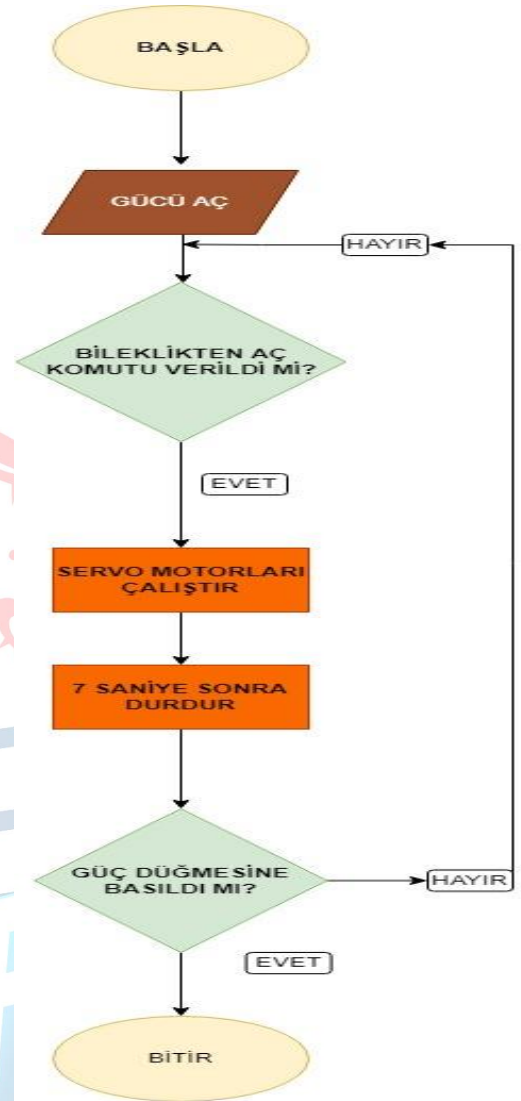 BAŞLA
GÜCÜ AÇ
HAYIR
BİLEKLİKTEN AÇ
KOMUTU VERİLDİ Mİ?
EVET
SERVO MOTORLARI
ÇALIŞTIR
7 SANİYE SONRA
DURDUR
GÜÇ DÜĞMESİNE
BASILDI MI?
HAYIR
EVET
BİTİR